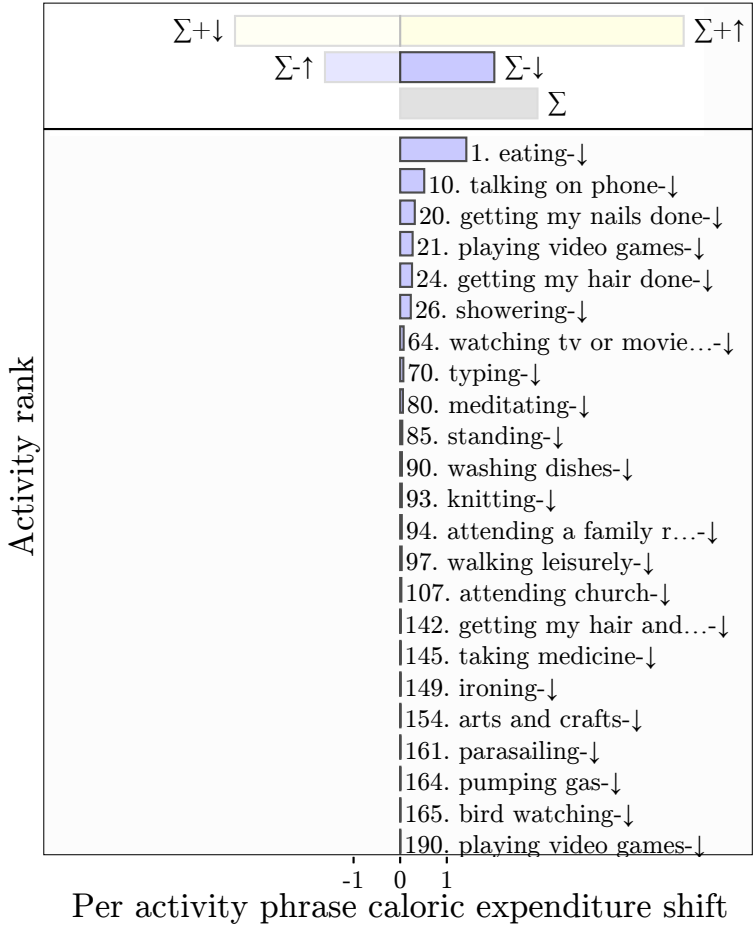 ∑+↓ ∑+↑
∑-↑ ∑-↓
∑
1. eating-↓
10. talking on phone-↓
20. getting my nails done-↓
21. playing video games-↓
24. getting my hair done-↓
26. showering-↓
64. watching tv or movie…-↓
70. typing-↓
80. meditating-↓
85. standing-↓
90. washing dishes-↓
93. knitting-↓
94. attending a family r…-↓
97. walking leisurely-↓
107. attending church-↓
142. getting my hair and…-↓
145. taking medicine-↓
149. ironing-↓
154. arts and crafts-↓
161. parasailing-↓
164. pumping gas-↓
165. bird watching-↓
190. playing video games-↓
Activity rank
-1 0 1
Per activity phrase caloric expenditure shift